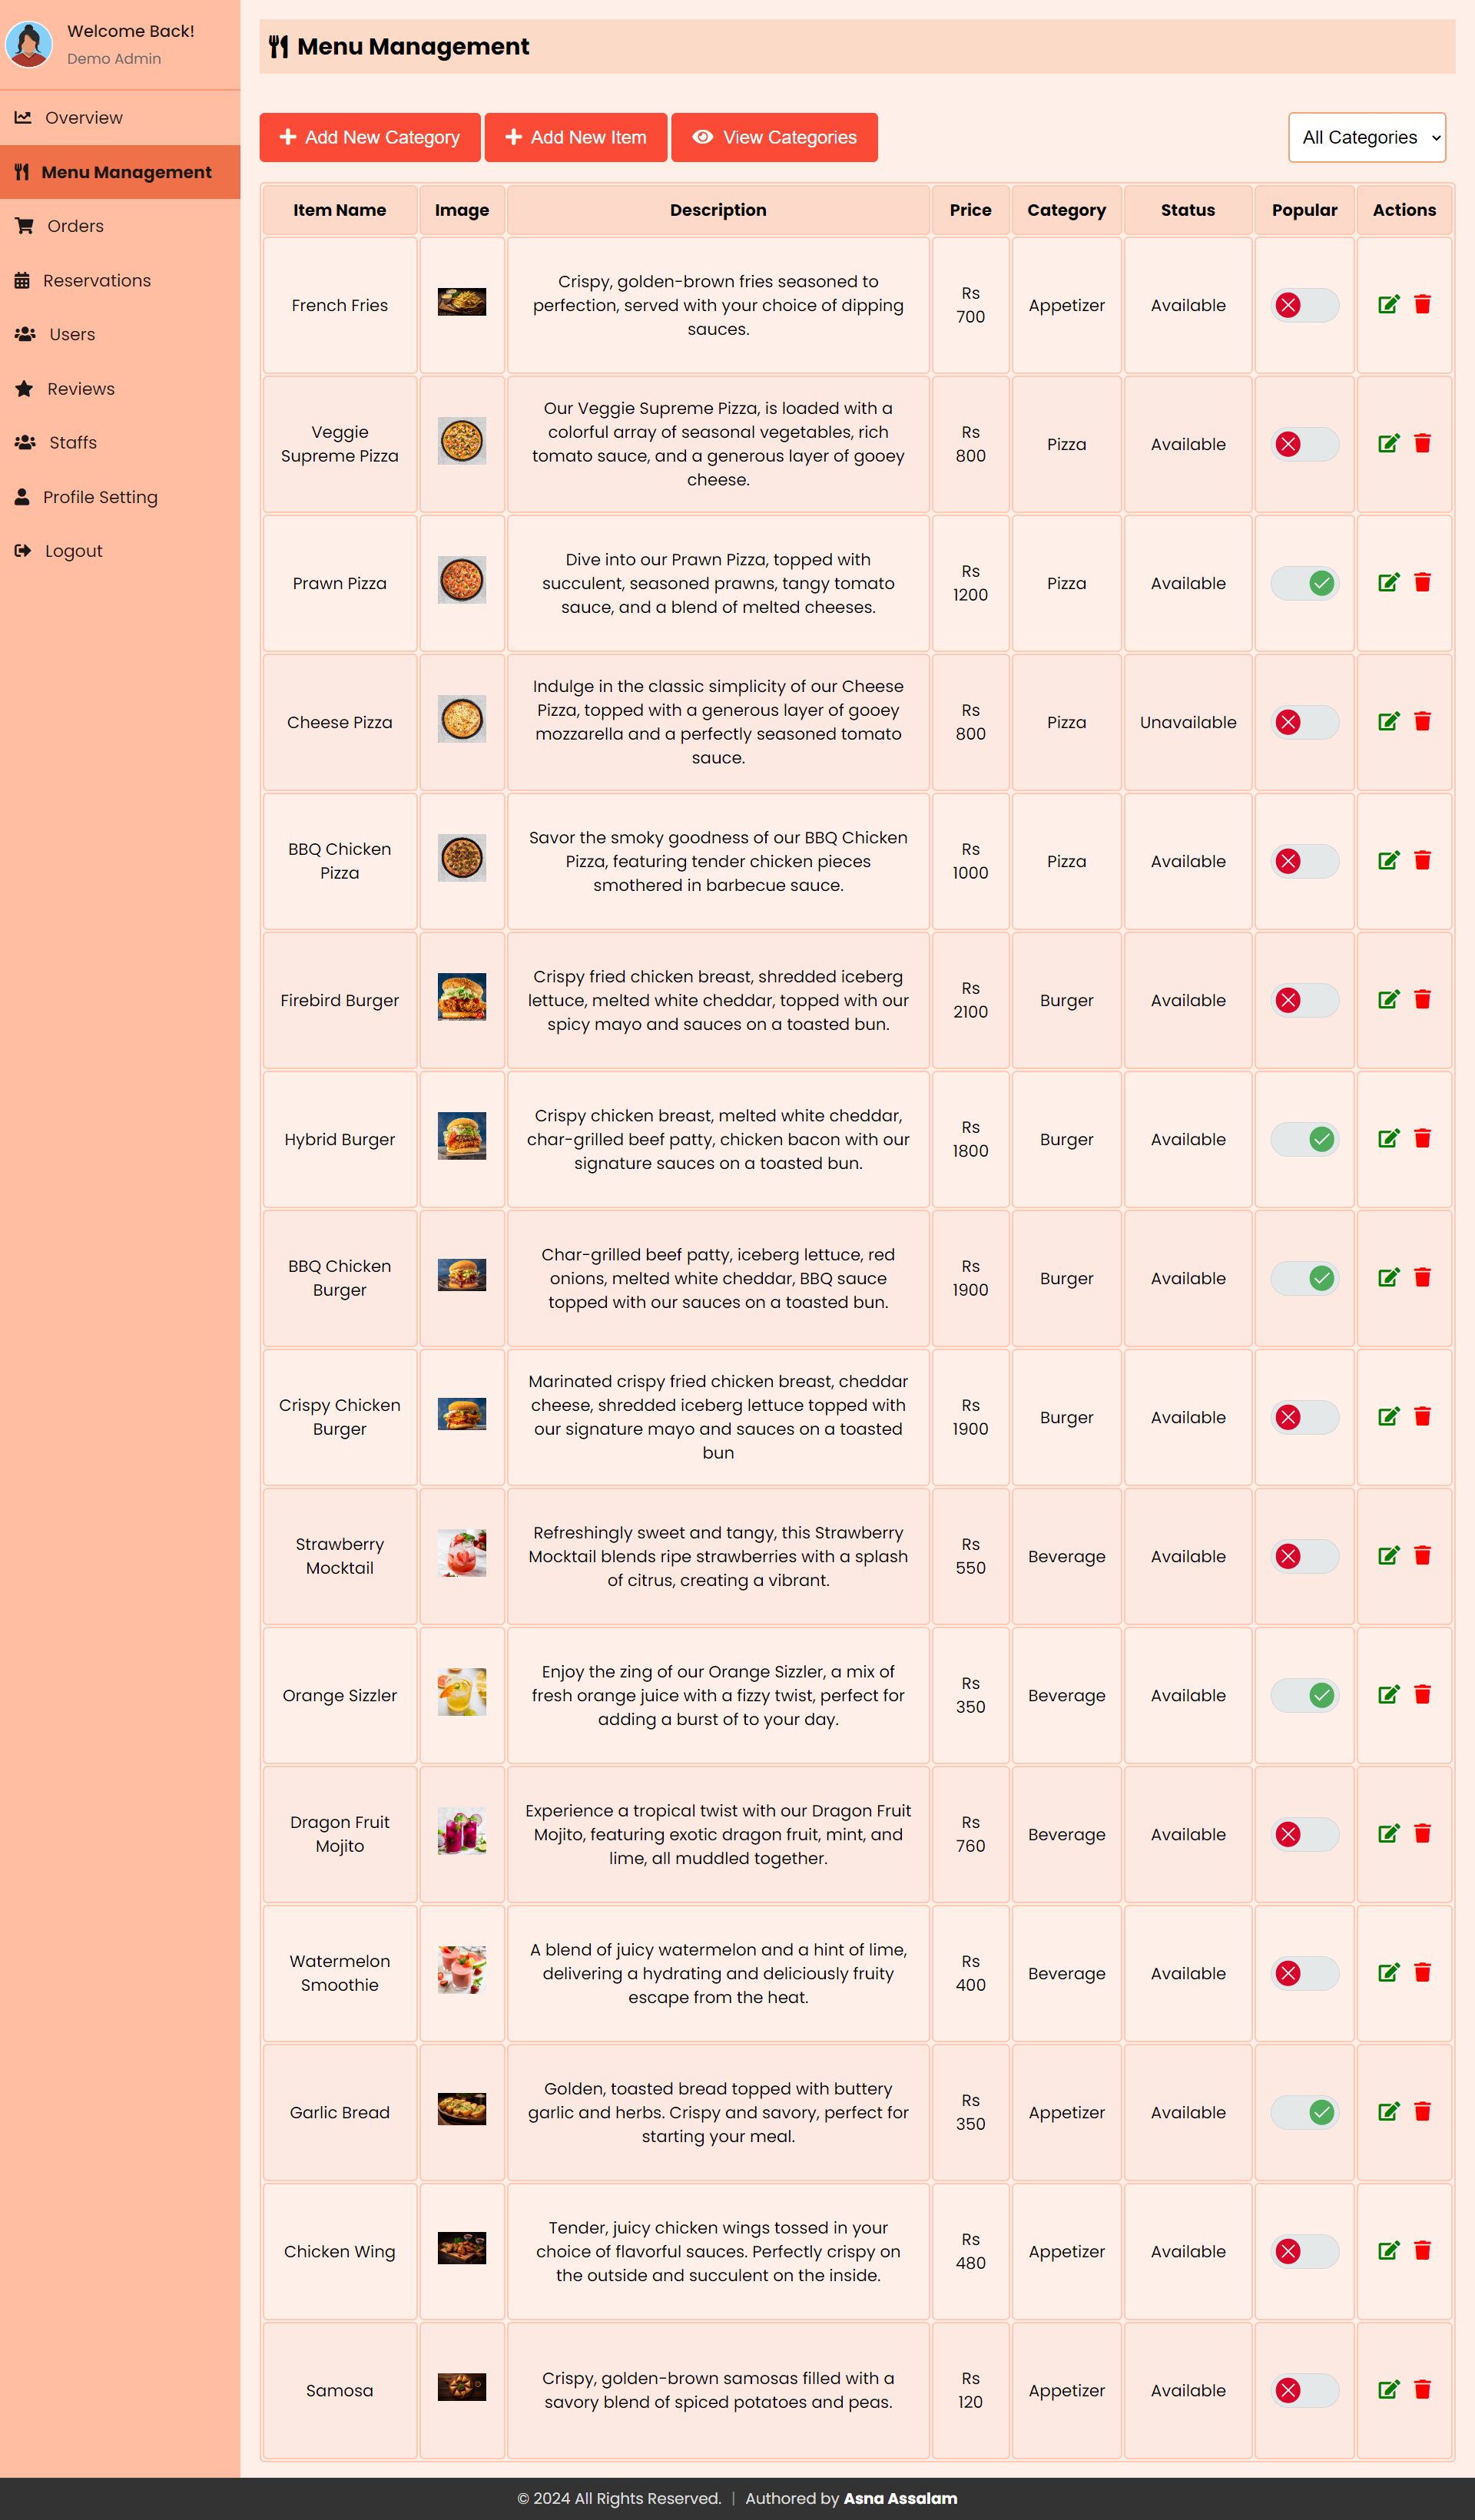 Welcome Back!
Demo Admin
Overview
Menu Management
Orders
Reservations
Users
Reviews
Staffs
Profile Setting
Logout
Menu Management
Add New Category
Add New Item
View Categories
All Categories
Item Name Image Description Price Category Status Popular Actions
French Fries
Crispy, golden-brown fries seasoned to
perfection, served with your choice of dipping
sauces.
Rs
700
Appetizer
Available
Veggie
Supreme Pizza
Our Veggie Supreme Pizza, is loaded with a
colorful array of seasonal vegetables, rich
tomato sauce, and a generous layer of gooey
cheese.
Rs
800
Pizza
Available
Prawn Pizza
Dive into our Prawn Pizza, topped with
succulent, seasoned prawns, tangy tomato
sauce, and a blend of melted cheeses.
Rs
1200
Pizza
Available
Cheese Pizza
Indulge in the classic simplicity of our Cheese
Pizza, topped with a generous layer of gooey
mozzarella and a perfectly seasoned tomato
sauce.
Rs
800
Pizza
Unavailable
BBQ Chicken
Pizza
Savor the smoky goodness of our BBQ Chicken
Pizza, featuring tender chicken pieces
smothered in barbecue sauce.
Rs
1000
Pizza
Available
Firebird Burger
Crispy fried chicken breast, shredded iceberg
lettuce, melted white cheddar, topped with our
spicy mayo and sauces on a toasted bun.
Rs
2100
Burger
Available
Hybrid Burger
Crispy chicken breast, melted white cheddar,
char-grilled beef patty, chicken bacon with our
signature sauces on a toasted bun.
Rs
1800
Burger
Available
BBQ Chicken
Burger
Char-grilled beef patty, iceberg lettuce, red
onions, melted white cheddar, BBQ sauce
topped with our sauces on a toasted bun.
Rs
1900
Burger
Available
Crispy Chicken
Burger
Marinated crispy fried chicken breast, cheddar
cheese, shredded iceberg lettuce topped with
our signature mayo and sauces on a toasted
bun
Rs
1900
Burger
Available
Strawberry
Mocktail
Refreshingly sweet and tangy, this Strawberry
Mocktail blends ripe strawberries with a splash
of citrus, creating a vibrant.
Rs
550
Beverage
Available
Orange Sizzler
Enjoy the zing of our Orange Sizzler, a mix of
fresh orange juice with a fizzy twist, perfect for
adding a burst of to your day.
Rs
350
Beverage
Available
Dragon Fruit
Mojito
Experience a tropical twist with our Dragon Fruit
Mojito, featuring exotic dragon fruit, mint, and
lime, all muddled together.
Rs
760
Beverage
Available
Watermelon
Smoothie
A blend of juicy watermelon and a hint of lime,
delivering a hydrating and deliciously fruity
escape from the heat.
Rs
400
Beverage
Available
Garlic Bread
Golden, toasted bread topped with buttery
garlic and herbs. Crispy and savory, perfect for
starting your meal.
Rs
350
Appetizer
Available
Chicken Wing
Tender, juicy chicken wings tossed in your
choice of flavorful sauces. Perfectly crispy on
the outside and succulent on the inside.
Rs
480
Appetizer
Available
Samosa
Crispy, golden-brown samosas filled with a
savory blend of spiced potatoes and peas.
Rs
120
Appetizer
Available
© 2024 All Rights Reserved. | Authored by Asna Assalam